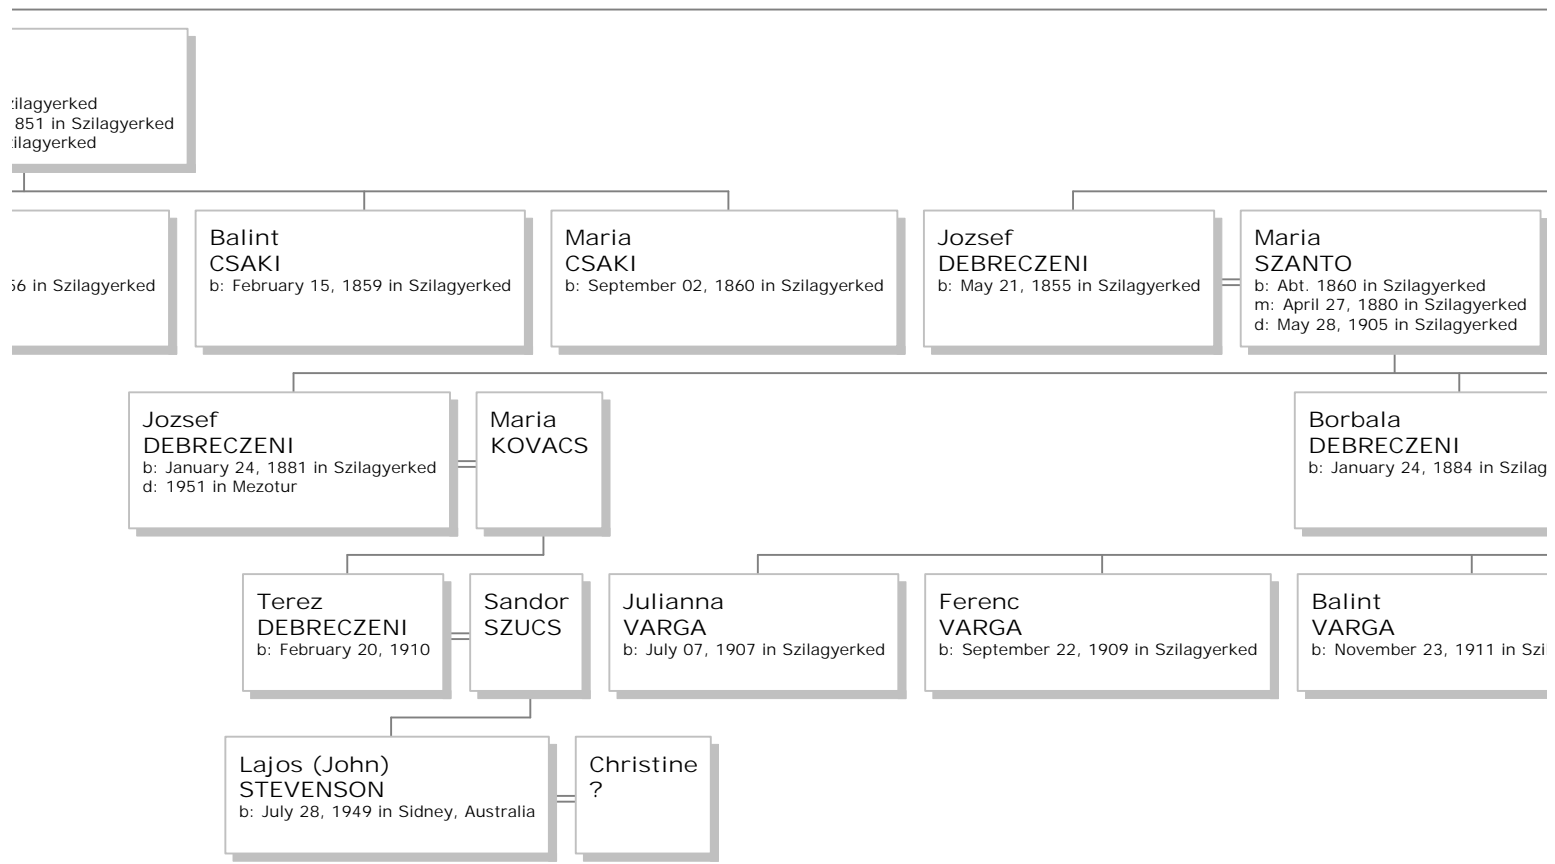 851 in Szilagyerked
Balint
CSAKI
b: February 15, 1859 in Szilagyerked
Maria
CSAKI
b: September 02, 1860 in Szilagyerked
Jozsef
DEBRECZENI
b: May 21, 1855 in Szilagyerked
Maria
SZANTO
b: Abt. 1860 in Szilagyerked
m: April 27, 1880 in Szilagyerked
d: May 28, 1905 in Szilagyerked
in Szilagyerked
Jozsef
DEBRECZENI
b: January 24, 1881 in Szilagyerked
d: 1951 in Mezotur
Maria
KOVACS
Borbala
DEBRECZENI
b: January 24, 1884 in
Terez
DEBRECZENI
b: February 20, 1910
Sandor
SZUCS
Julianna
VARGA
b: July 07, 1907 in Szilagyerked
Ferenc
VARGA
b: September 22, 1909 in Szilagyerked
Balint
VARGA
b: November 23, 1911 in
Lajos (John)
STEVENSON
b: July 28, 1949 in Sidney, Australia
Christine
?